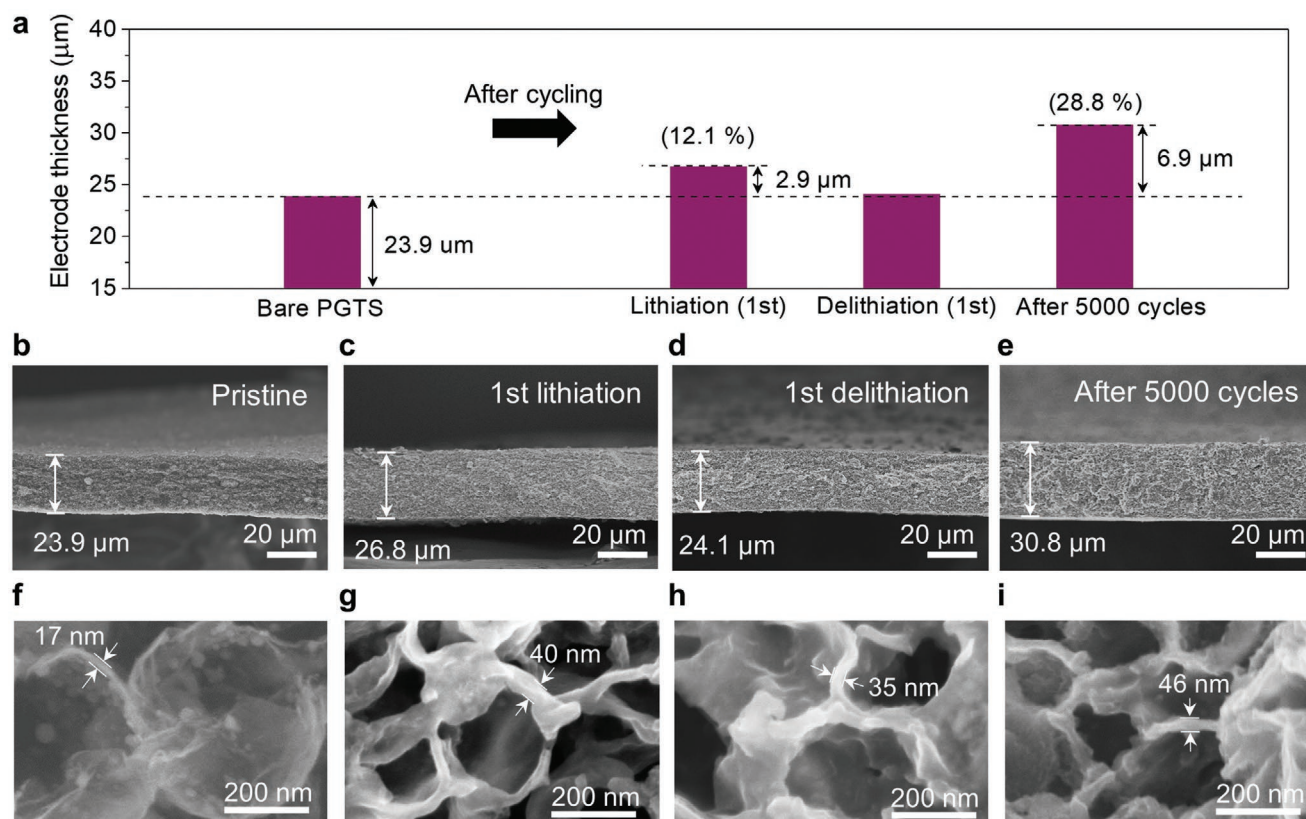 a
Electrode thickness (μm)
40
35
30
25
20
15
After cycling
23.9 um
(12.1 %)
2.9 μm
(28.8 %)
6.9 μm
Bare PGTS
Lithiation (1st)
Delithiation (1st)
After 5000 cycles
b
Pristine
23.9 μm
20 μm
c
1st lithiation
26.8 μm
20 μm
d
1st delithiation
24.1 μm
20 μm
e
After 5000 cycles
30.8 μm
20 μm
f
17 nm
200 nm
g
40 nm
200 nm
h
35 nm
200 nm
i
46 nm
200 nm